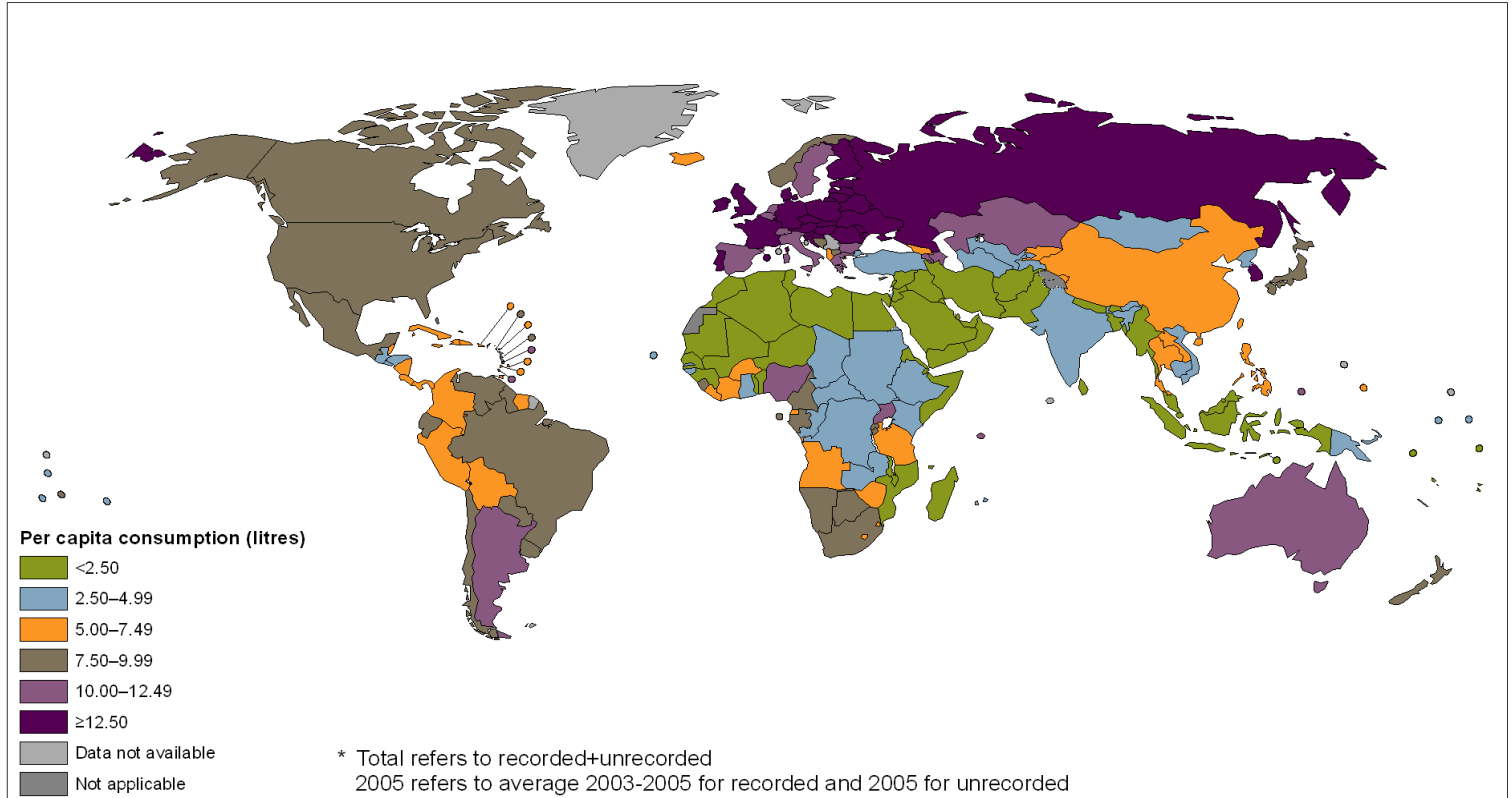 Per capita consumption (litres)
<2.50
2.50–4.99
5.00–7.49
7.50–9.99
10.00–12.49
≥12.50
Data not available
Not applicable
* Total refers to recorded+unrecorded
2005 refers to average 2003-2005 for recorded and 2005 for unrecorded